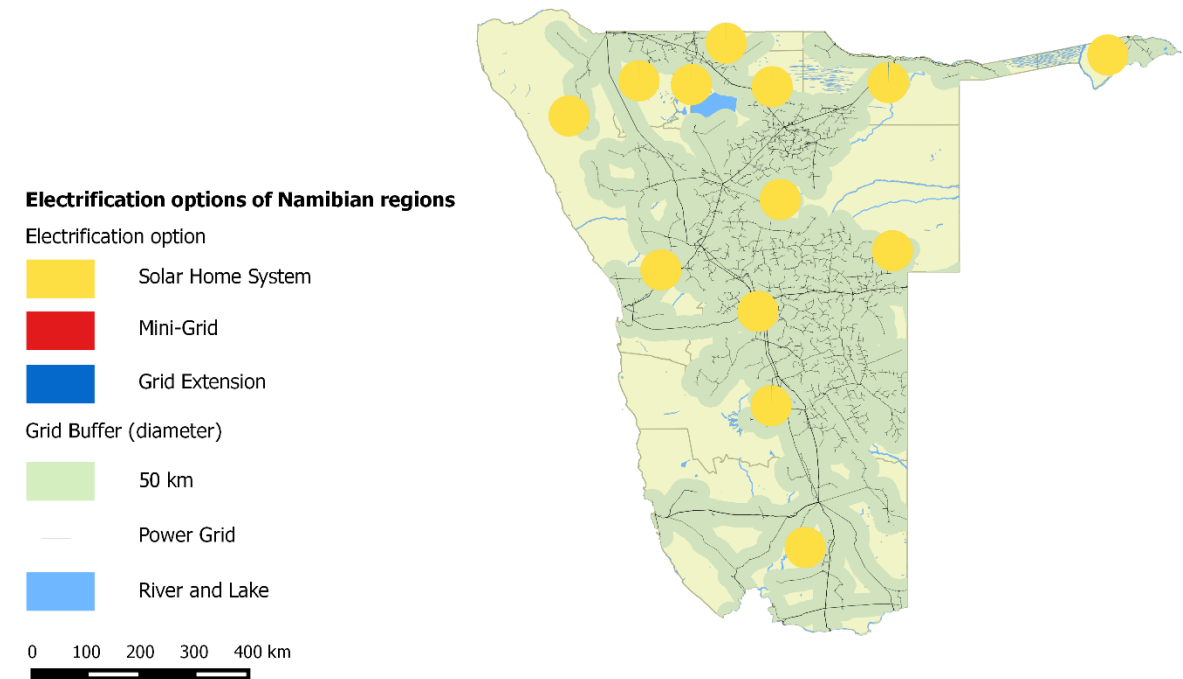 Electrification options of Namibian regions
Electrification option
Solar Home System
Mini-Grid
Grid Extension
Grid Buffer (diameter)
50 km
Power Grid
River and Lake
0 100 200 300 400 km